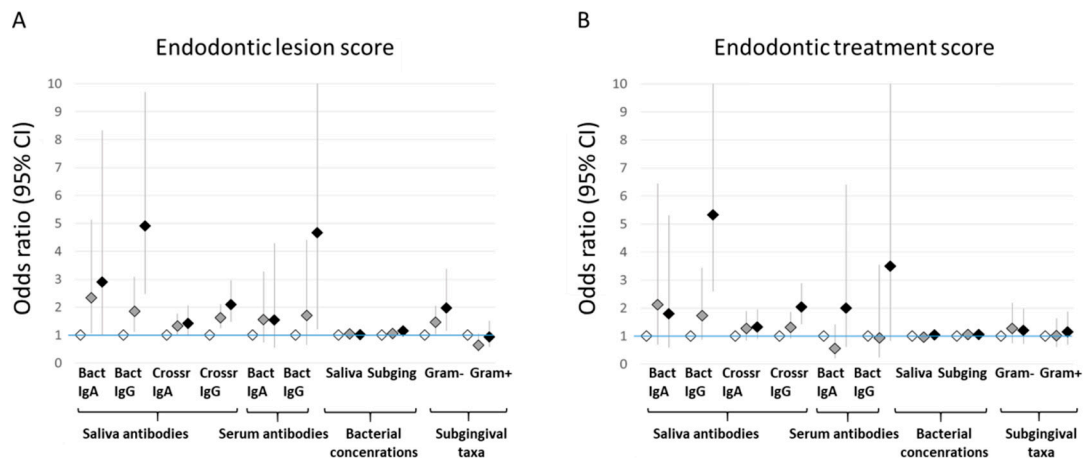 A
Endodontic lesion score
Odds ratio (95% CI)
10
9
8
7
6
5
4
3
2
1
0
Bact IgA
Bact IgG
Crossr IgA
Crossr IgG
Bact IgA
Bact IgG
Saliva
Subging
Gram-
Gram+
Saliva antibodies
Serum antibodies
Bacterial
concenrations
Subgingival
taxa
B
Endodontic treatment score
Odds ratio (95% CI)
10
9
8
7
6
5
4
3
2
1
0
Bact IgA
Bact IgG
Crossr IgA
Crossr IgG
Bact IgA
Bact IgG
Saliva
Subging
Gram-
Gram+
Saliva antibodies
Serum antibodies
Bacterial
concenrations
Subgingival
taxa